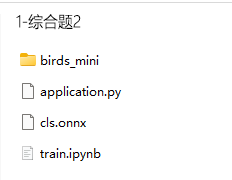 1-综合题2
birds_mini
application.py
cls.onnx
train.ipynb